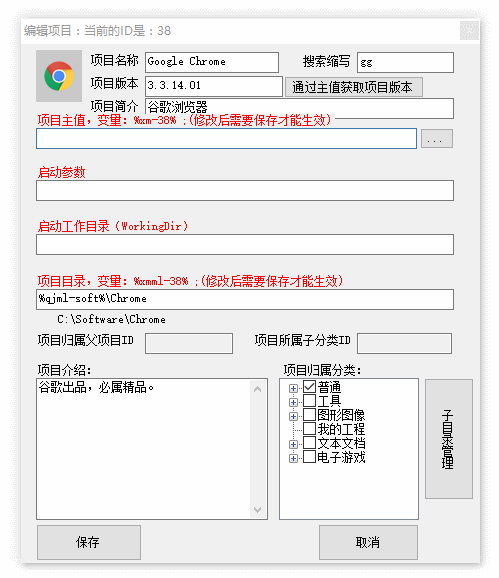 编辑项目：当前的ID是：38
x
项目名称 Google Chrome 搜索缩写 gg
项目版本 3.3.14.01 通过主值获取项目版本
项目简介 谷歌浏览器
项目主值，变量：%xm-38% ;(修改后需要保存才能生效)
...
启动参数
启动工作目录（WorkingDir）
项目目录，变量：%xmml-38% ;(修改后需要保存才能生效)
%qjml-soft%\Chrome
C:\Software\Chrome
项目归属父项目ID 项目所属子分类ID
项目介绍： 项目归属分类：
谷歌出品，必属精品。
普通
工具
图形图像
我的工程
文本文档
电子游戏
子目录管理
保存 取消